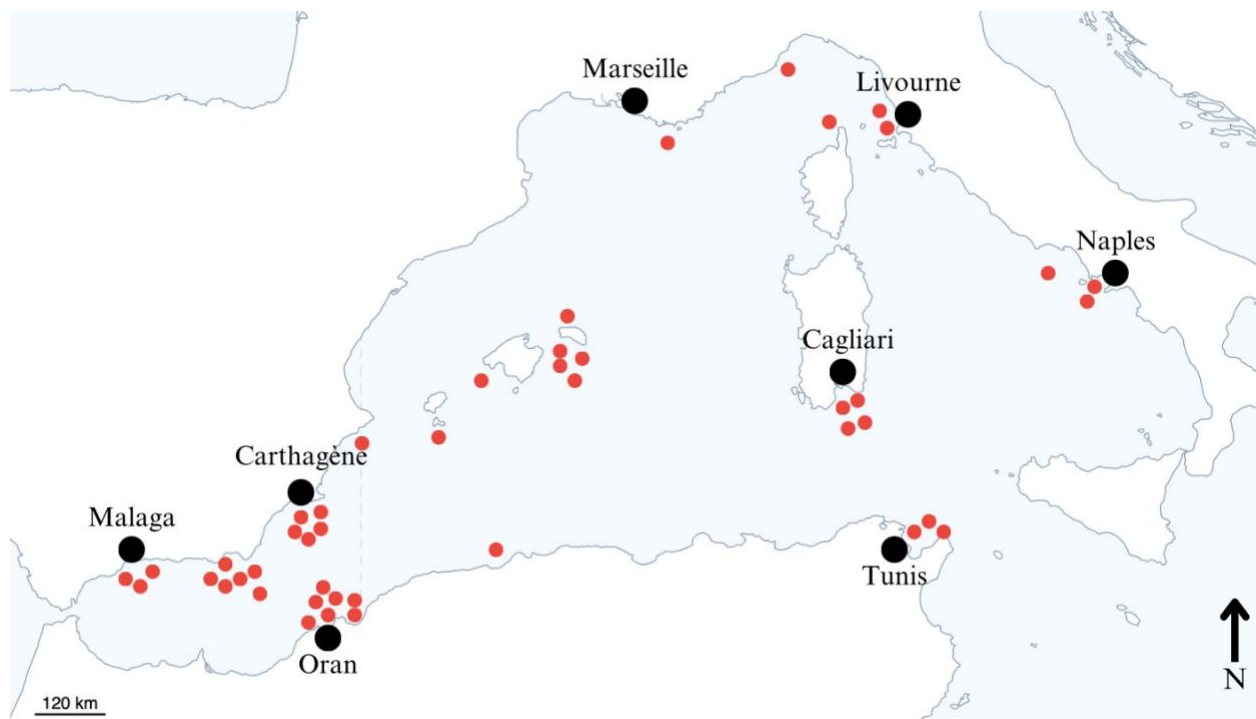 Marseille
Livourne
Naples
Cagliari
Carthagène
Malaga
Tunis
Oran
N
120 km